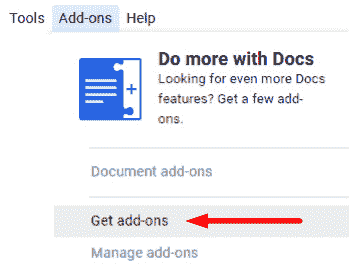 Tools Add-ons Help
Do more with Docs
Looking for even more Docs
features? Get a few add-
ons.
Document add-ons
Get add-ons
Manage add-ons